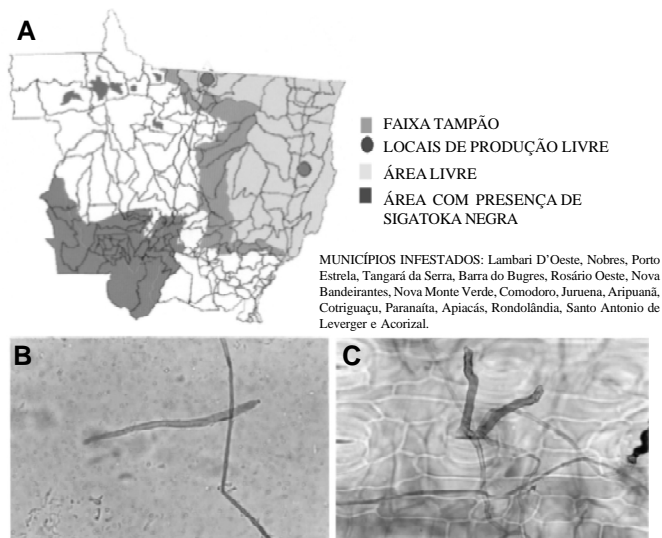 A
FAIXA TAMPÃO
LOCAIS DE PRODUÇÃO LIVRE
ÁREA LIVRE
ÁREA COM PRESENÇA DE
SIGATOKA NEGRA
MUNICÍPIOS INFESTADOS: Lambari D'Oeste, Nobres, Porto
Estrela, Tangará da Serra, Barra do Bugres, Rosário Oeste, Nova
Bandeirantes, Nova Monte Verde, Comodoro, Juruena, Aripuanã,
Cotriguaçu, Paranaíta, Apiacás, Rondolândia, Santo Antonio de
Leverger e Acorizal.
B
C